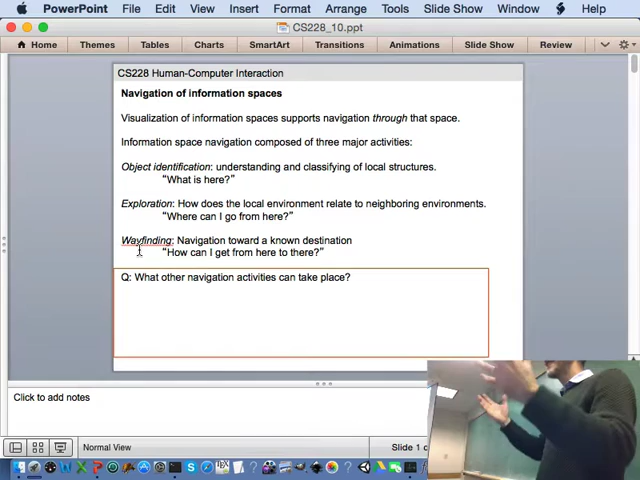 PowerPoint File Edit View Insert Format Arrange Tools Slide Show Window Help
CS228_10.ppt
Home Themes Tables Charts SmartArt Transitions Animations Slide Show Review
CS228 Human-Computer Interaction
Navigation of information spaces
Visualization of information spaces supports navigation through that space.
Information space navigation composed of three major activities:
Object identification: understanding and classifying of local structures.
“What is here?”
Exploration: How does the local environment relate to neighboring environments.
“Where can I go from here?”
Wayfinding: Navigation toward a known destination
“How can I get from here to there?”
Q: What other navigation activities can take place?
Click to add notes
Normal View
Slide 1